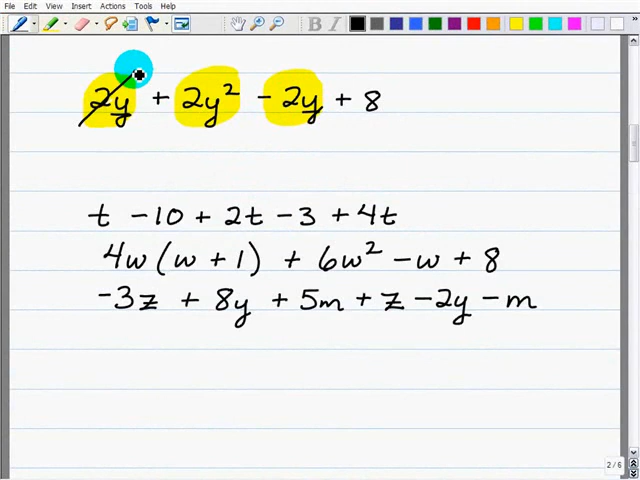 File Edit View Insert Actions Tools Help
2y + 2y² - 2y + 8
t - 10 + 2t - 3 + 4t
4w(w + 1) + 6w² - w + 8
-3z + 8y + 5m + z - 2y - m
2/6